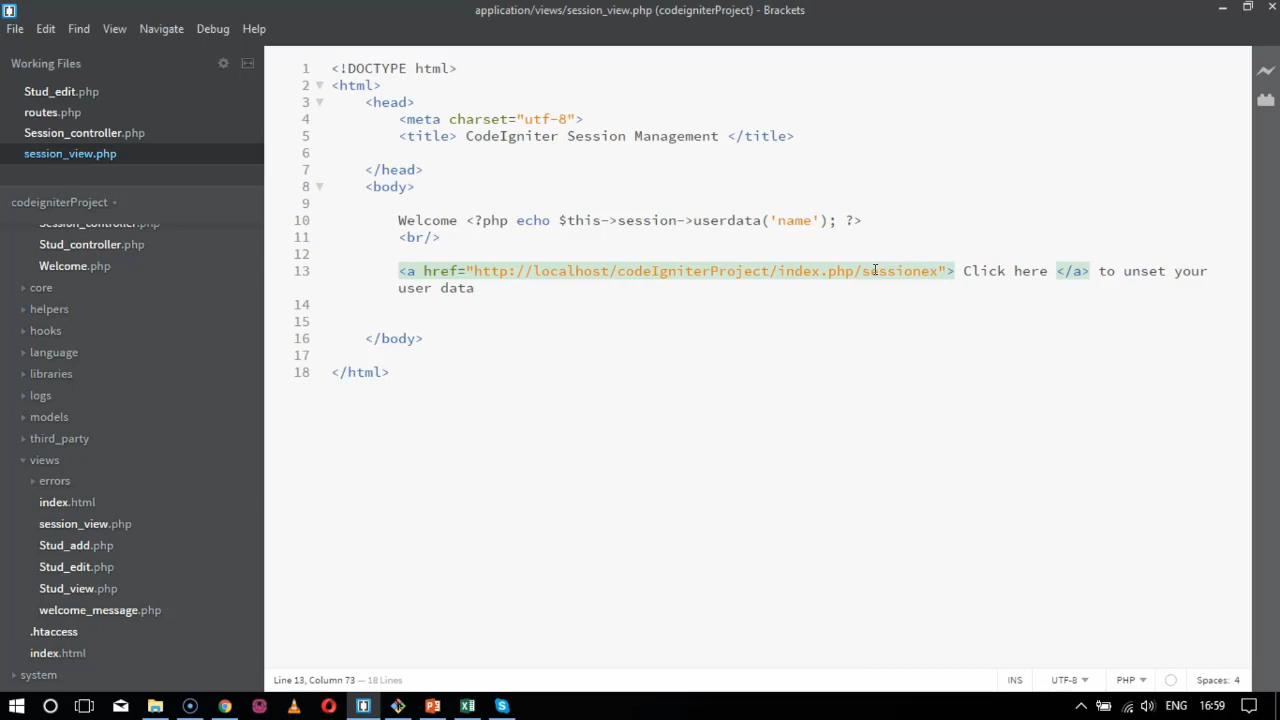 application/views/session_view.php (codeigniterProject) - Brackets
File Edit Find View Navigate Debug Help
Working Files
Stud_edit.php
routes.php
Session_controller.php
session_view.php
codeigniterProject
Session_controller.php
Stud_controller.php
Welcome.php
core
helpers
hooks
language
libraries
logs
models
third_party
views
errors
index.html
session_view.php
Stud_add.php
Stud_edit.php
Stud_view.php
welcome_message.php
.htaccess
index.html
system
1 <!DOCTYPE html>
2 <html>
3 <head>
4 <meta charset="utf-8">
5 <title> CodeIgniter Session Management </title>
6
7 </head>
8 <body>
9
10 Welcome <?php echo $this->session->userdata('name'); ?>
11 <br/>
12
13 <a href="http://localhost/codeIgniterProject/index.php/sessionex"> Click here </a> to unset your
user data
14
15
16 </body>
17
18 </html>
Line 13, Column 73 — 18 Lines
INS UTF-8 PHP Spaces: 4
ENG 16:59